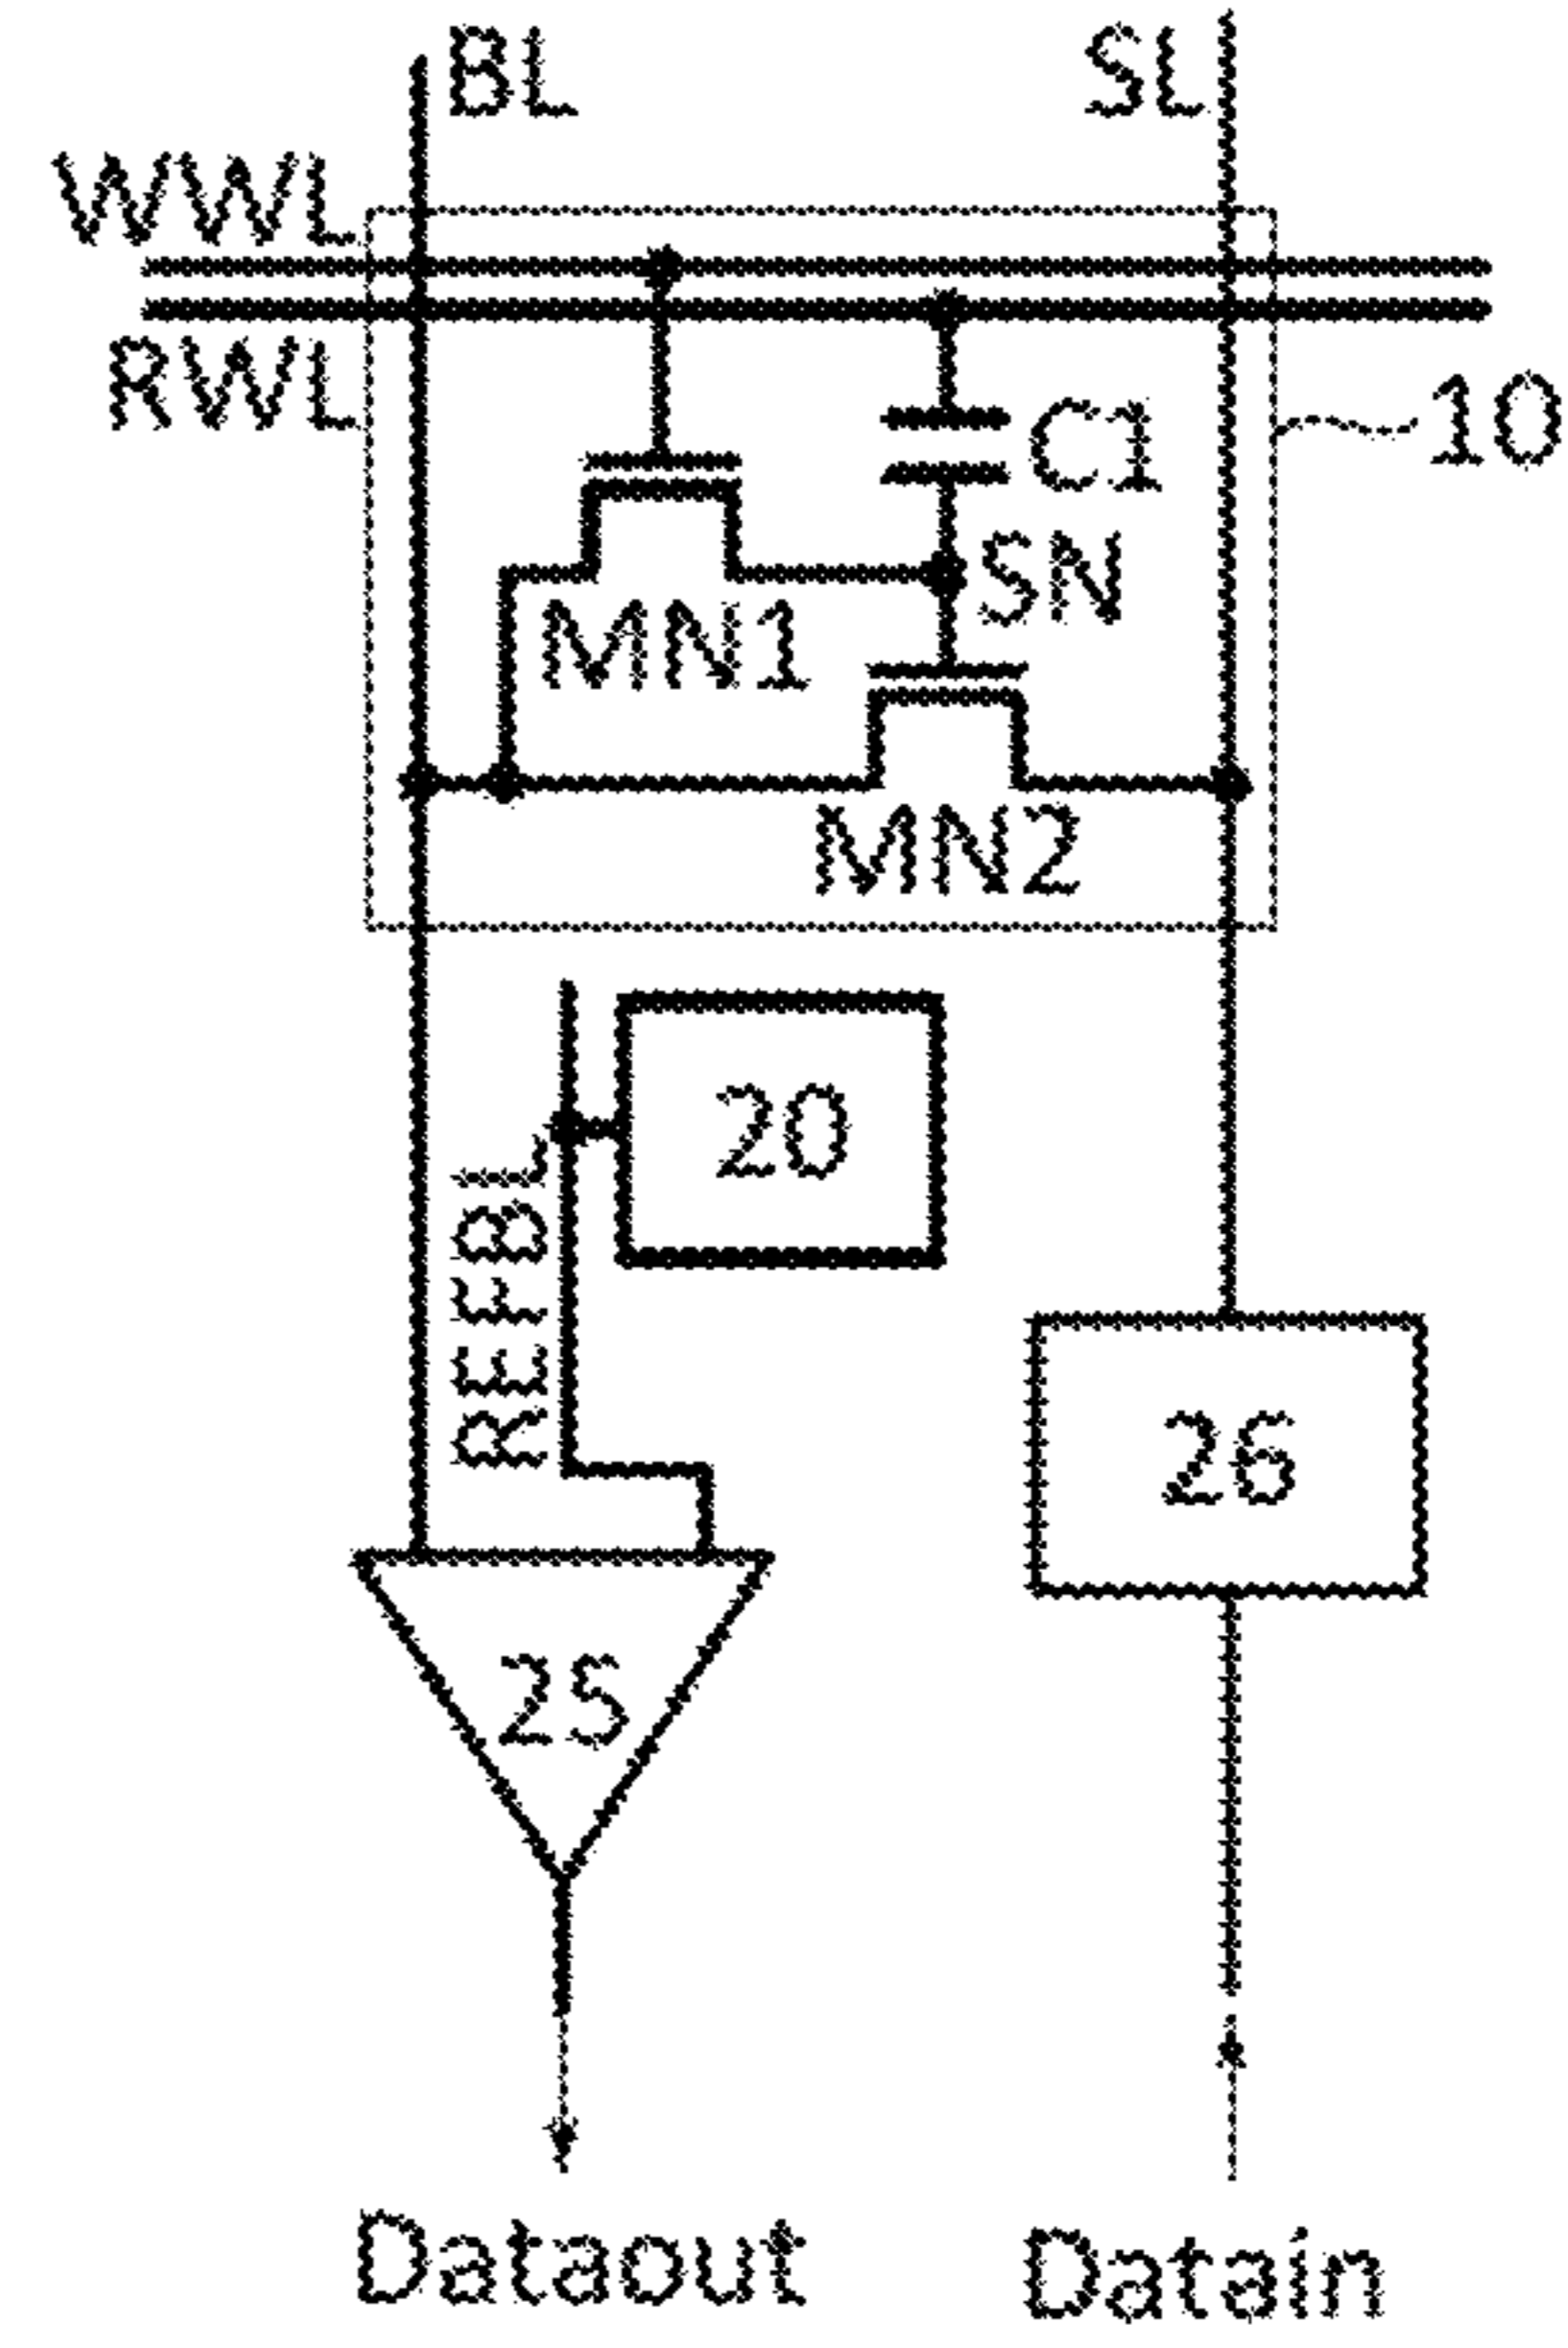 BL
SL
WWL
RWL
10
C1
SN
MN1
MN2
20
REFBL
26
25
Dataout
Datain